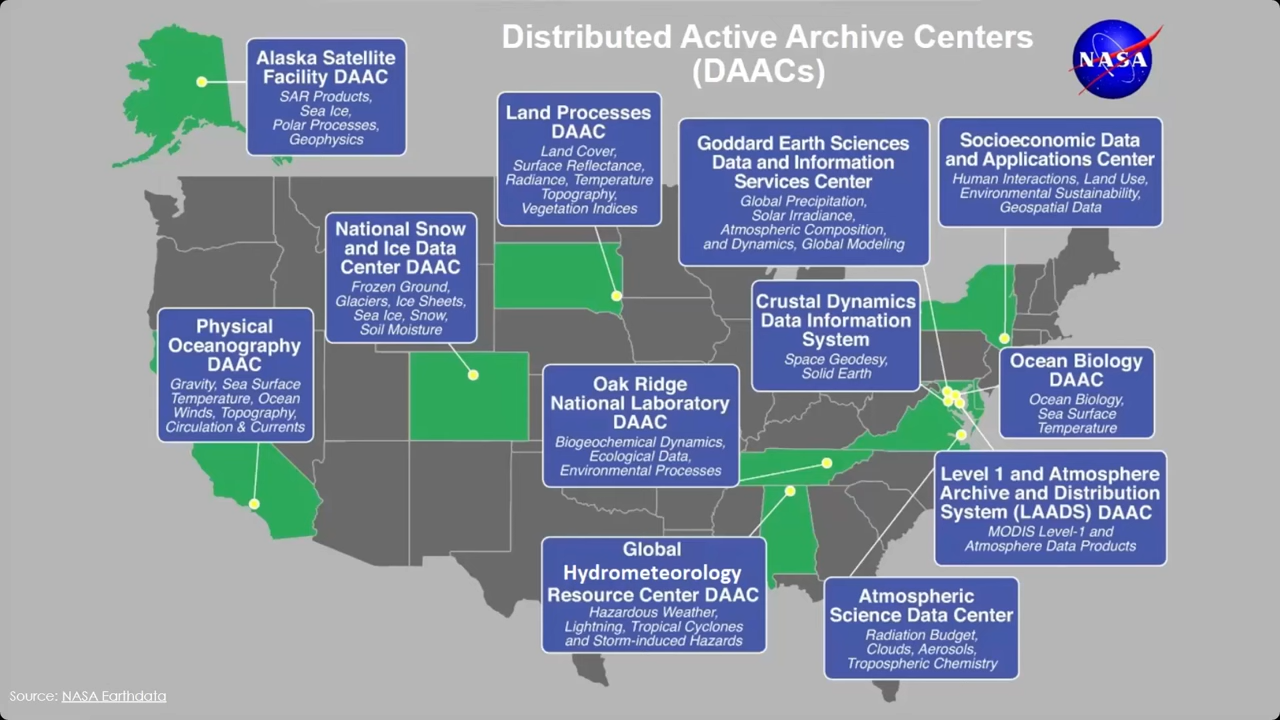 Distributed Active Archive Centers
(DAACs)
NASA
Alaska Satellite
Facility DAAC
SAR Products,
Sea Ice,
Polar Processes,
Geophysics
Land Processes
DAAC
Land Cover,
Surface Reflectance,
Radiance, Temperature
Topography,
Vegetation Indices
Goddard Earth Sciences
Data and Information
Services Center
Global Precipitation,
Solar Irradiance,
Atmospheric Composition,
and Dynamics, Global Modeling
Socioeconomic Data
and Applications Center
Human Interactions, Land Use,
Environmental Sustainability,
Geospatial Data
National Snow
and Ice Data
Center DAAC
Frozen Ground,
Glaciers, Ice Sheets,
Sea Ice, Snow,
Soil Moisture
Crustal Dynamics
Data Information
System
Space Geodesy,
Solid Earth
Physical
Oceanography
DAAC
Gravity, Sea Surface
Temperature, Ocean
Winds, Topography,
Circulation & Currents
Oak Ridge
National Laboratory
DAAC
Biogeochemical Dynamics,
Ecological Data,
Environmental Processes
Ocean Biology
DAAC
Ocean Biology,
Sea Surface
Temperature
Level 1 and Atmosphere
Archive and Distribution
System (LAADS) DAAC
MODIS Level-1 and
Atmosphere Data Products
Global
Hydrometeorology
Resource Center DAAC
Hazardous Weather,
Lightning, Tropical Cyclones
and Storm-induced Hazards
Atmospheric
Science Data Center
Radiation Budget,
Clouds, Aerosols,
Tropospheric Chemistry
Source: NASA Earthdata